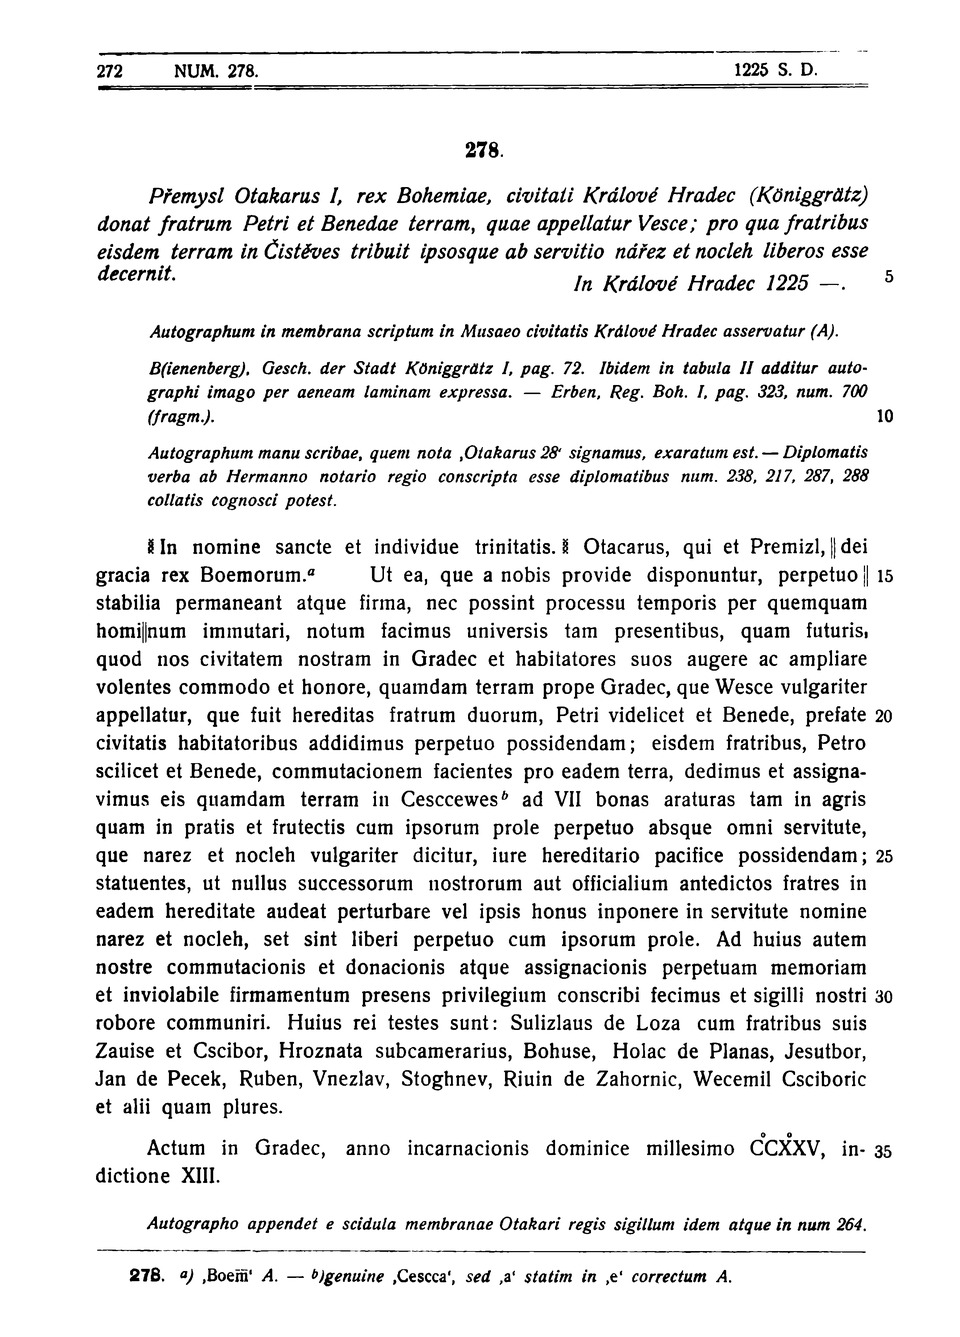 272 NUM. 278. 1225 S. D.
278.
Přemysl Otakarus I, rex Bohemiae, civitati Králové Hradec (Königgrätz)
donat fratrum Petri et Benedae terram, quae appellatur Vesce; pro qua fratribus
eisdem terram in Čistěves tribuit ipsosque ab servitio nářez et nocleh liberos esse
decernit.
In Králové Hradec 1225 —. 5
Autographum in membrana scriptum in Musaeo civitatis Králové Hradec asservatur (A).
B(ienenberg), Gesch. der Stadt Königgrätz I, pag. 72. Ibidem in tabula II additur auto-
graphi imago per aeneam laminam expressa. — Erben, Reg. Boh. I, pag. 323, num. 700
(fragm.). 10
Autographum manu scribae, quem nota ‚Otakarus 28‘ signamus, exaratum est. — Diplomatis
verba ab Hermanno notario regio conscripta esse diplomatibus num. 238, 217, 287, 288
collatis cognosci potest.
In nomine sancte et individue trinitatis. Otacarus, qui et Premizl, || dei
gracia rex Boemorum.a Ut ea, que a nobis provide disponuntur, perpetuo || 15
stabilia permaneant atque firma, nec possint processu temporis per quemquam
homi||num immutari, notum facimus universis tam presentibus, quam futuris,
quod nos civitatem nostram in Gradec et habitatores suos augere ac ampliare
volentes commodo et honore, quamdam terram prope Gradec, que Wesce vulgariter
appellatur, que fuit hereditas fratrum duorum, Petri videlicet et Benede, prefate 20
civitatis habitatoribus addidimus perpetuo possidendam; eisdem fratribus, Petro
scilicet et Benede, commutacionem facientes pro eadem terra, dedimus et assigna-
vimus eis quamdam terram in Cesccewesb ad VII bonas araturas tam in agris
quam in pratis et frutectis cum ipsorum prole perpetuo absque omni servitute,
que narez et nocleh vulgariter dicitur, iure hereditario pacifice possidendam; 25
statuentes, ut nullus successorum nostrorum aut officialium antedictos fratres in
eadem hereditate audeat perturbare vel ipsis honus inponere in servitute nomine
narez et nocleh, set sint liberi perpetuo cum ipsorum prole. Ad huius autem
nostre commutacionis et donacionis atque assignacionis perpetuam memoriam
et inviolabile firmamentum presens privilegium conscribi fecimus et sigilli nostri 30
robore communiri. Huius rei testes sunt: Sulizlaus de Loza cum fratribus suis
Zauise et Cscibor, Hroznata subcamerarius, Bohuse, Holac de Planas, Jesutbor,
Jan de Pecek, Ruben, Vnezlav, Stoghnev, Riuin de Zahornic, Wecemil Csciboric
et alii quam plures.
Actum in Gradec, anno incarnacionis dominice millesimo C̊CX̊XV, in- 35
dictione XIII.
Autographo appendet e scidula membranae Otakari regis sigillum idem atque in num 264.
278. a) ‚Boem̄‘ A. — b)genuine ‚Cescca‘, sed ‚a‘ statim in ‚e‘ correctum A.